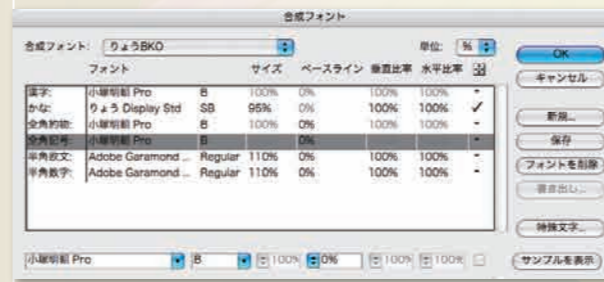 合成フォント
合成フォント: りょうBKO 単位: %
フォント サイズ ベースライン 垂直比率 水平比率
漢字: 小塚明朝 Pro B 100% 0% 100% 100% -
かな: りょう Display Std SB 95% 0% 100% 100% ✓
全角約物: 小塚明朝 Pro B 100% 0% 100% 100% -
全角記号: 小塚明朝 Pro B 0%
半角欧文: Adobe Garamond ... Regular 110% 0% 100% 100% -
半角数字: Adobe Garamond ... Regular 110% 0% 100% 100% -
小塚明朝 Pro B 100% 0% 100% 100%
OK
キャンセル
新規...
保存
フォントを削除
書き出し...
特殊文字...
サンプルを表示